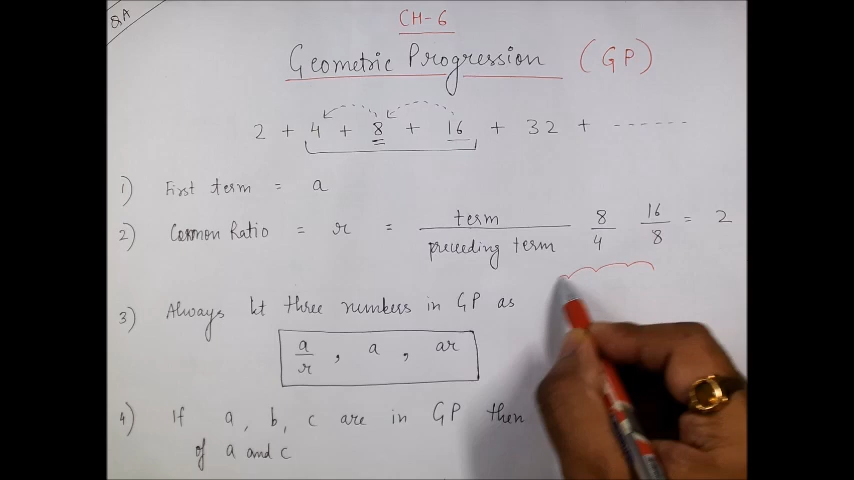 Q&A
CH-6
Geometric Progression (GP)
2 + 4 + 8 + 16 + 32 + ------
1) First term = a
2) Common Ratio = r = term / preceding term 8/4 16/8 = 2
3) Always let three numbers in GP as
a/r , a , ar
4) If a, b, c are in GP then
of a and c